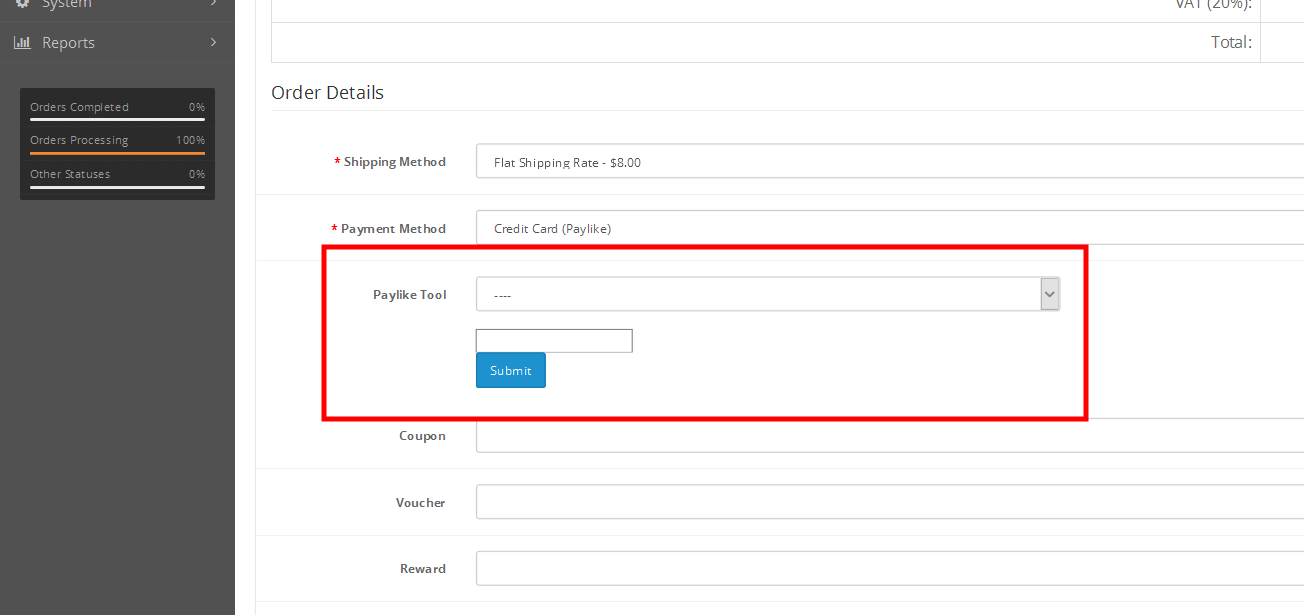 System
Reports
Orders Completed 0%
Orders Processing 100%
Other Statuses 0%
VAT (20%):
Total:
Order Details
* Shipping Method Flat Shipping Rate - $8.00
* Payment Method Credit Card (Paylike)
Paylike Tool ----
Submit
Coupon
Voucher
Reward